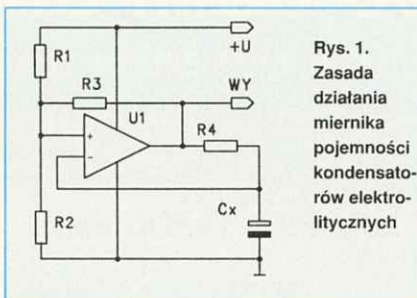 R1
+U
R3
WY
U1
R4
+
-
R2
Cx
Rys. 1.
Zasada
działania
miernika
pojemności
kondensato-
rów elektro-
litycznych